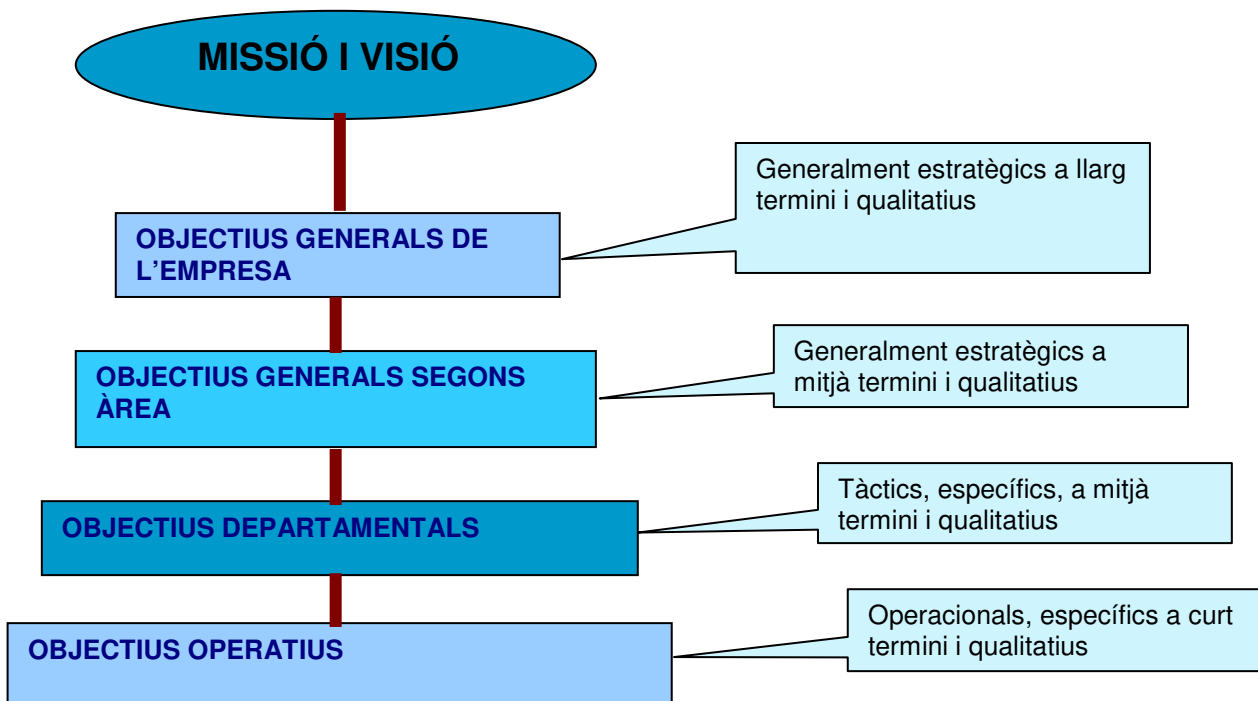 MISSIÓ I VISIÓ
Generalment estratègics a llarg
termini i qualitatius
OBJECTIUS GENERALS DE
L'EMPRESA
Generalment estratègics a
mitjà termini i qualitatius
OBJECTIUS GENERALS SEGONS
ÀREA
Tàctics, específics, a mitjà
termini i qualitatius
OBJECTIUS DEPARTAMENTALS
Operacionals, específics a curt
termini i qualitatius
OBJECTIUS OPERATIUS